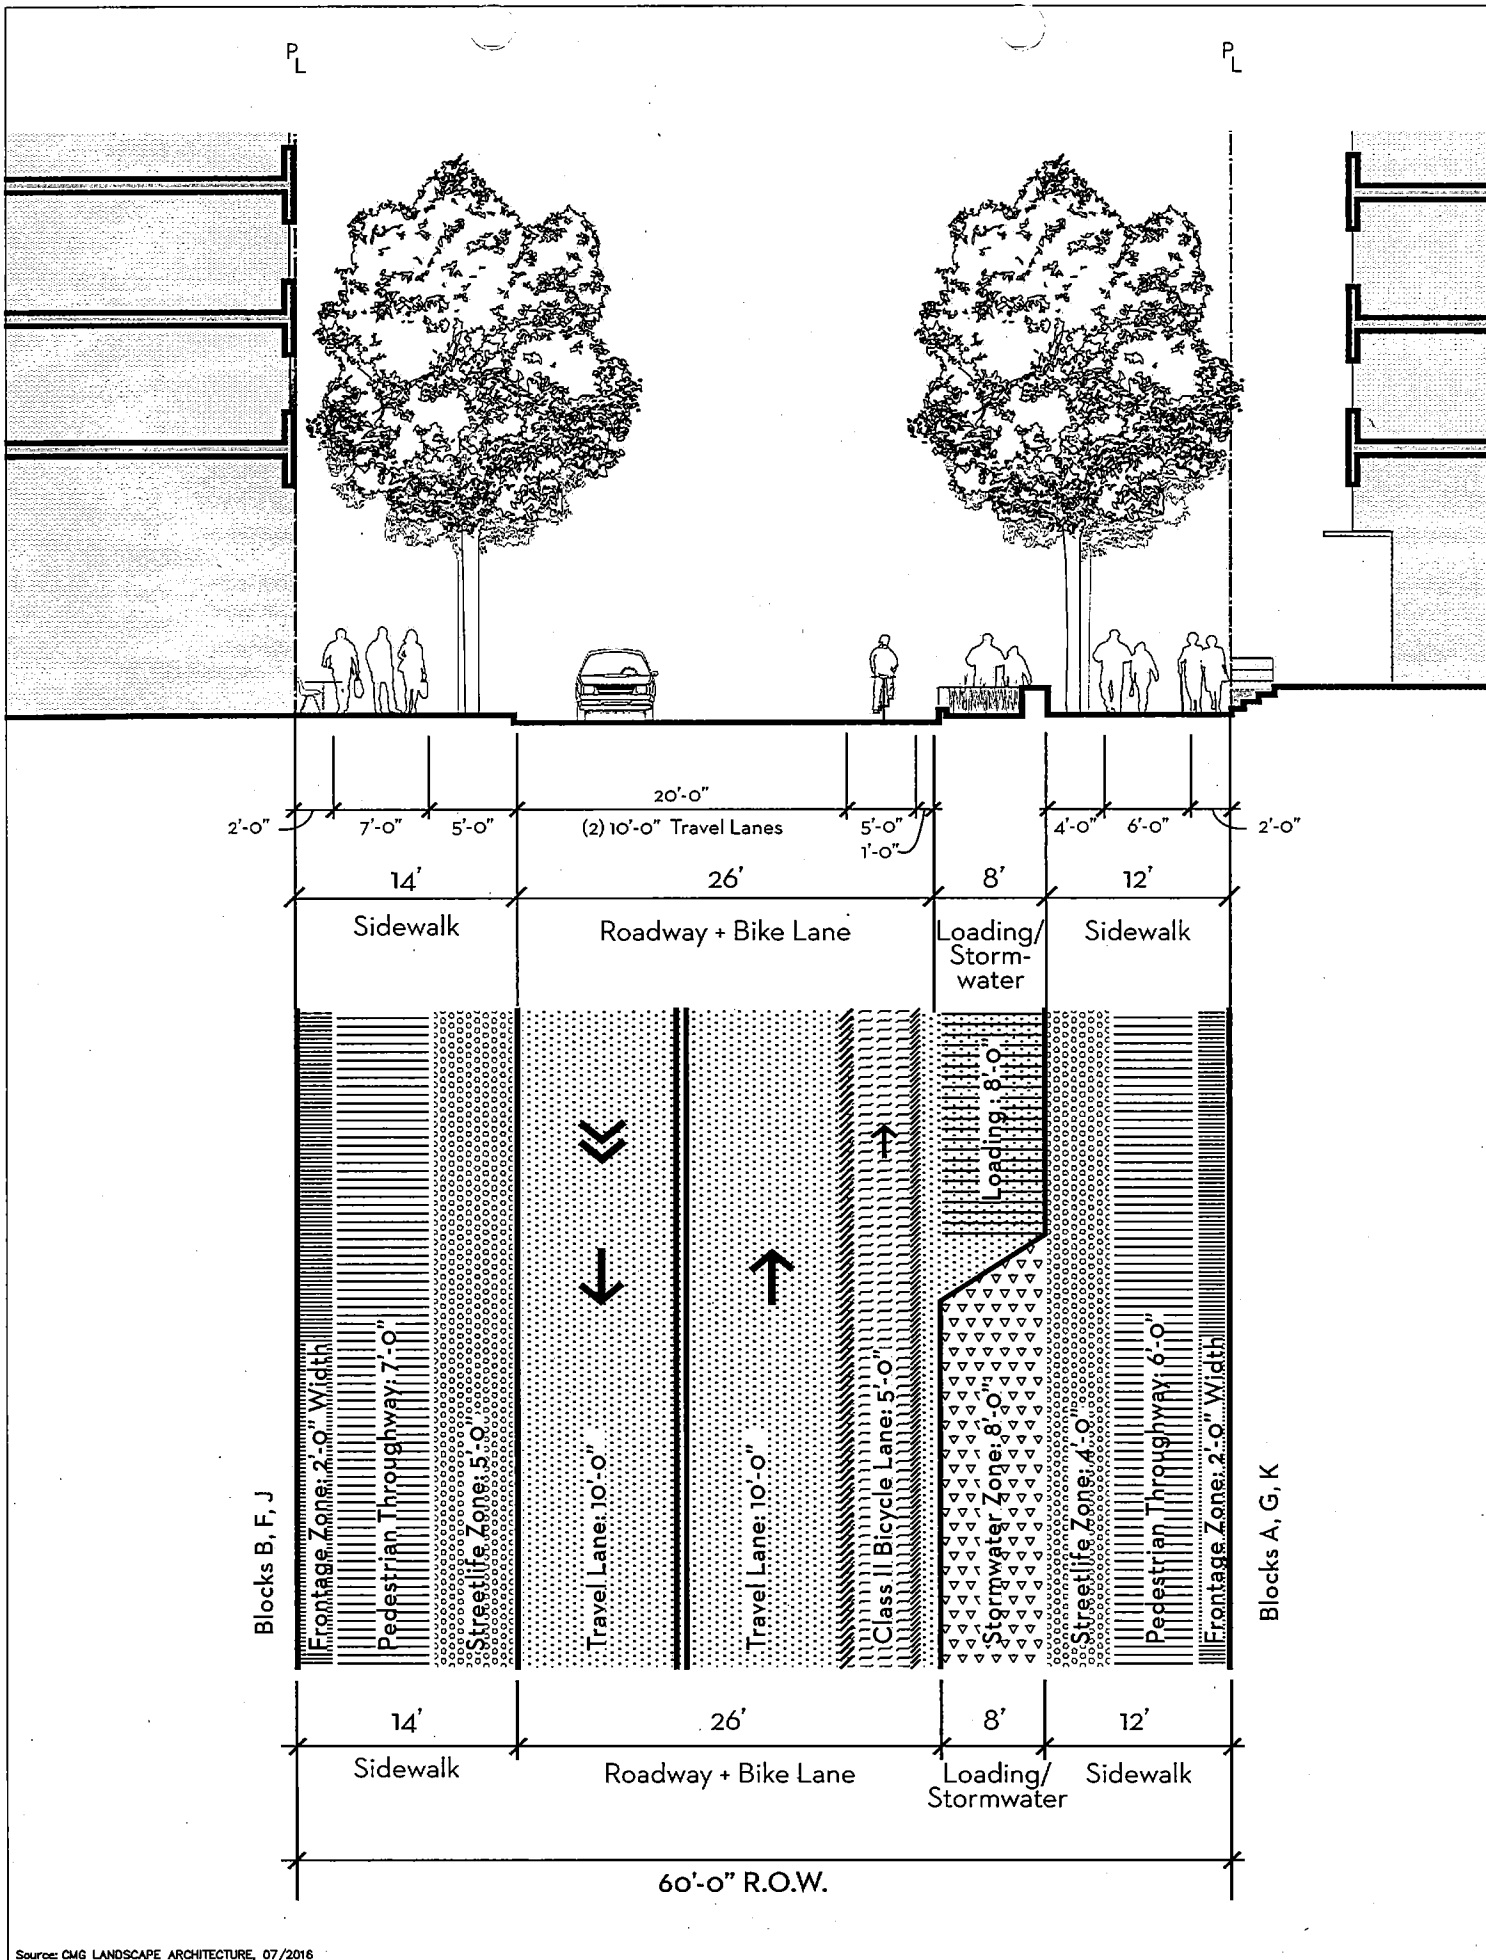 PL
PL
20'-0"
2'-0"
7'-0"
5'-0"
(2) 10'-0" Travel Lanes
5'-0"
1'-0"
4'-0"
6'-0"
2'-0"
14'
26'
8'
12'
Sidewalk
Roadway + Bike Lane
Loading/
Storm-
water
Sidewalk
Blocks B, F, J
Frontage Zone: 2'-0" Width
Pedestrian Throughway: 7'-0"
Streetlife Zone: 5'-0"
Travel Lane: 10'-0"
Travel Lane: 10'-0"
Class II Bicycle Lane: 5'-0"
Loading : 8'-0"
Stormwater Zone: 8'-0"
Streetlife Zone: 4'-0"
Pedestrian Throughway: 6'-0"
Frontage Zone: 2'-0" Width
Blocks A, G, K
14'
26'
8'
12'
Sidewalk
Roadway + Bike Lane
Loading/
Stormwater
Sidewalk
60'-0" R.O.W.
Source: CMG LANDSCAPE ARCHITECTURE, 07/2016